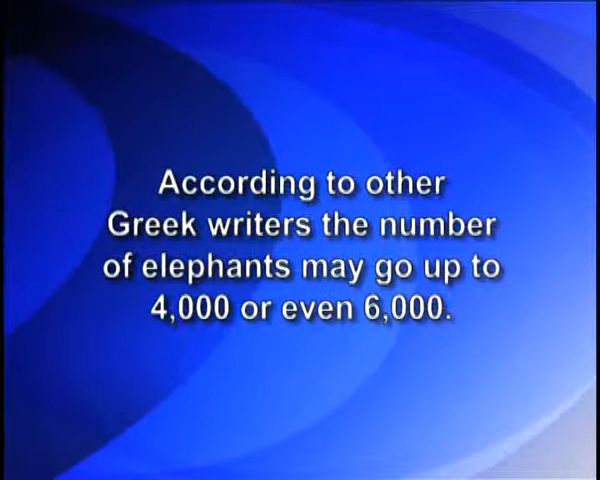 According to other
Greek writers the number
of elephants may go up to
4,000 or even 6,000.